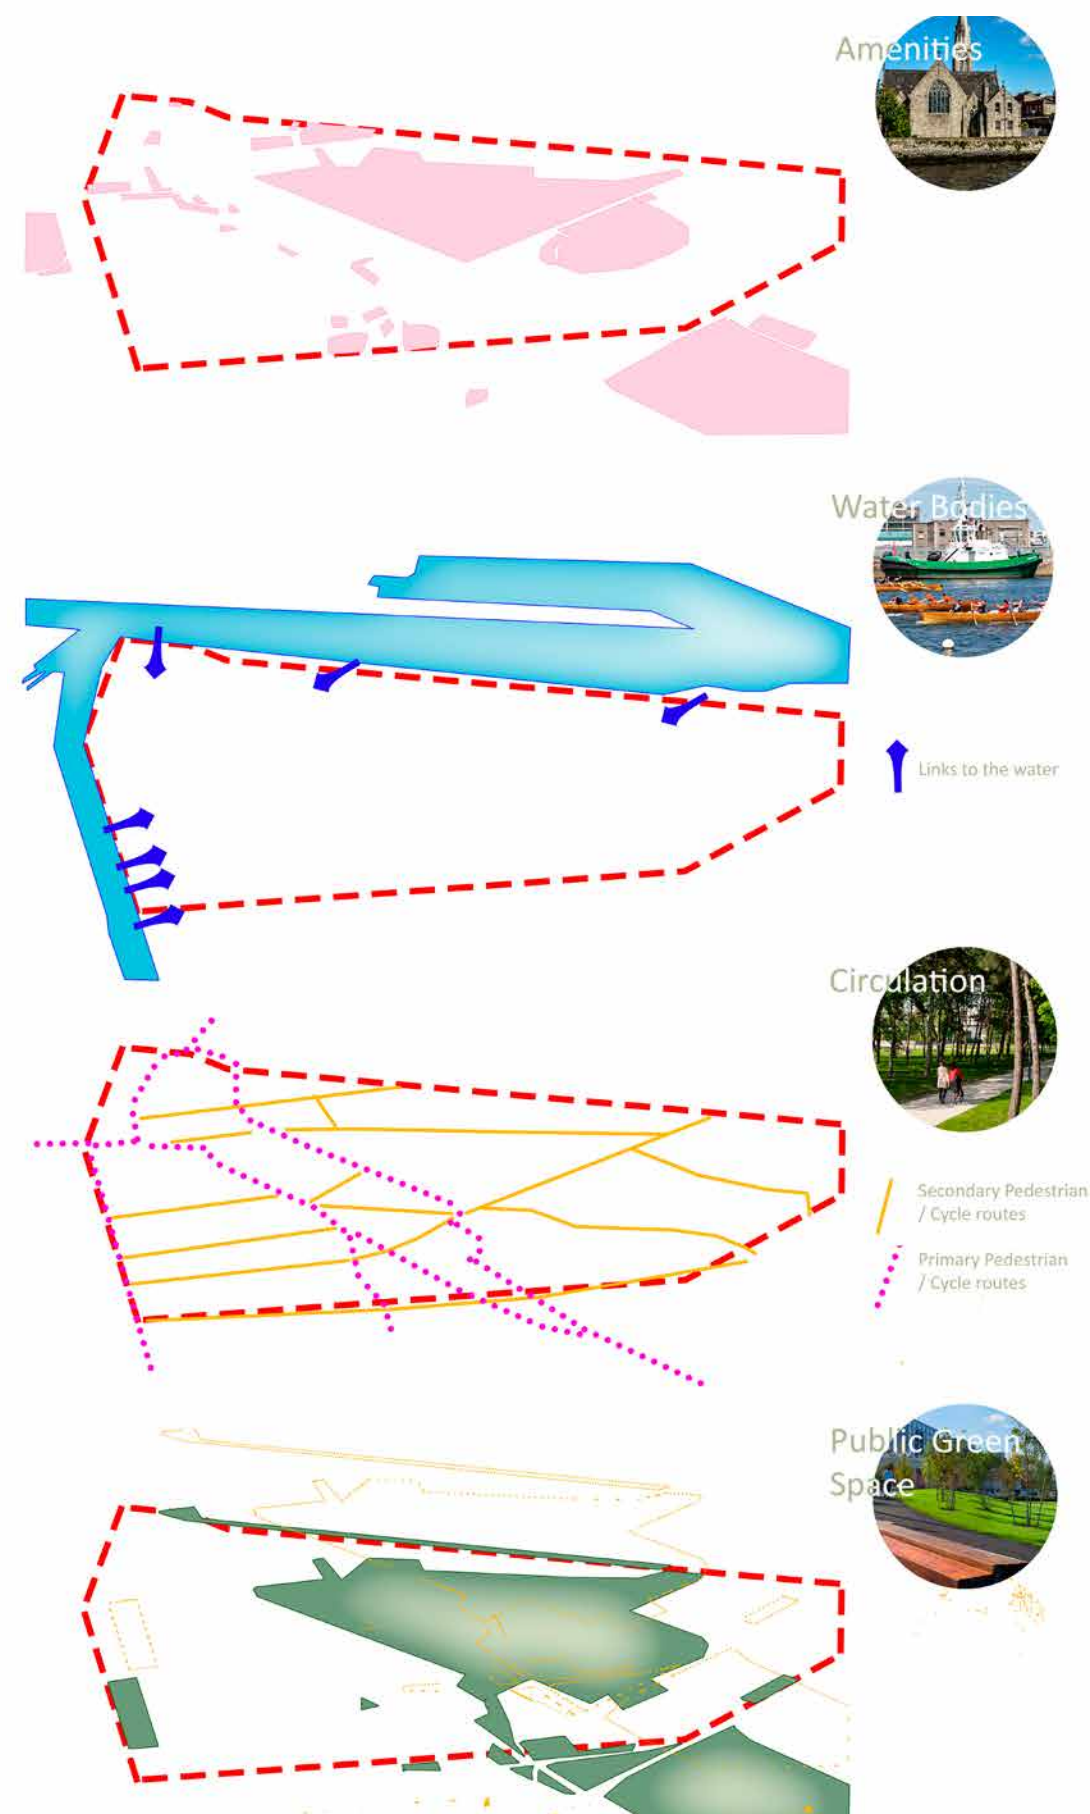 Amenities
Water Bodies
Links to the water
Circulation
Secondary Pedestrian
/ Cycle routes
Primary Pedestrian
/ Cycle routes
Public Green
Space